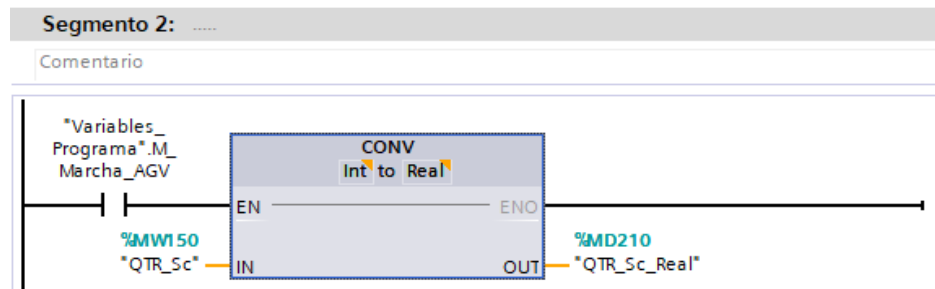 Segmento 2: .....
Comentario
"Variables_
Programa".M_
Marcha_AGV
CONV
Int to Real
EN ENO
%MW150
"QTR_Sc" IN
%MD210
OUT "QTR_Sc_Real"